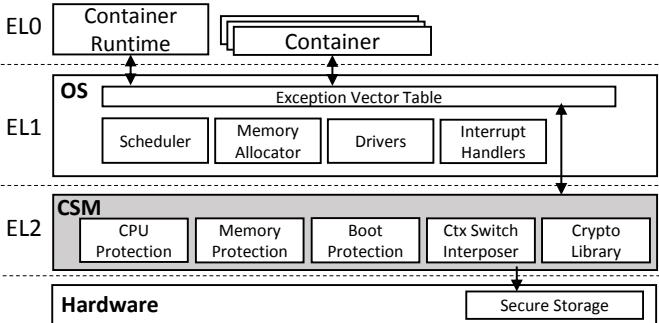 EL0
Container
Runtime
Container
OS
Exception Vector Table
EL1
Scheduler
Memory
Allocator
Drivers
Interrupt
Handlers
EL2
CSM
CPU
Protection
Memory
Protection
Boot
Protection
Ctx Switch
Interposer
Crypto
Library
Hardware
Secure Storage